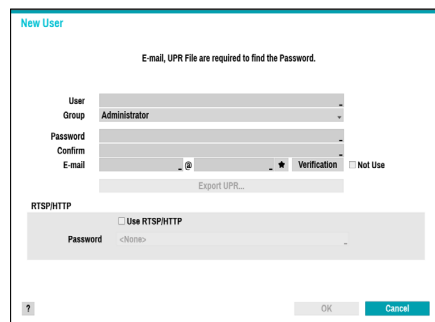 New User
E-mail, UPR File are required to find the Password.
User
Group Administrator
Password
Confirm
E-mail @ Verification Not Use
Export UPR...
RTSP/HTTP
Use RTSP/HTTP
Password <None>
? OK Cancel